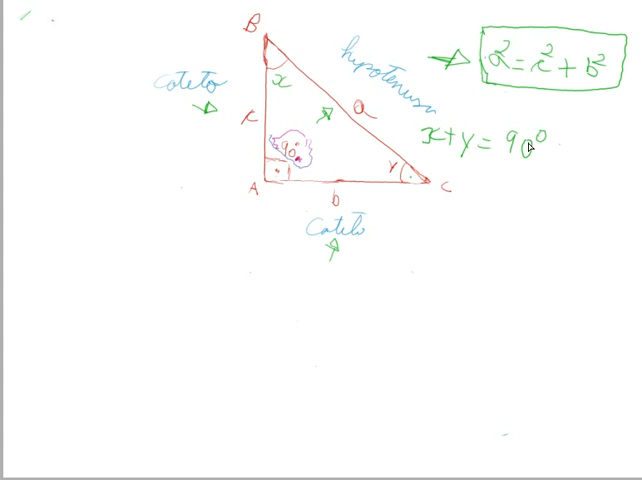 B
cateto
hipotenusa
→ a² = c² + b²
x
c
a
x + y = 90°
90°
y
A
b
C
Cateto